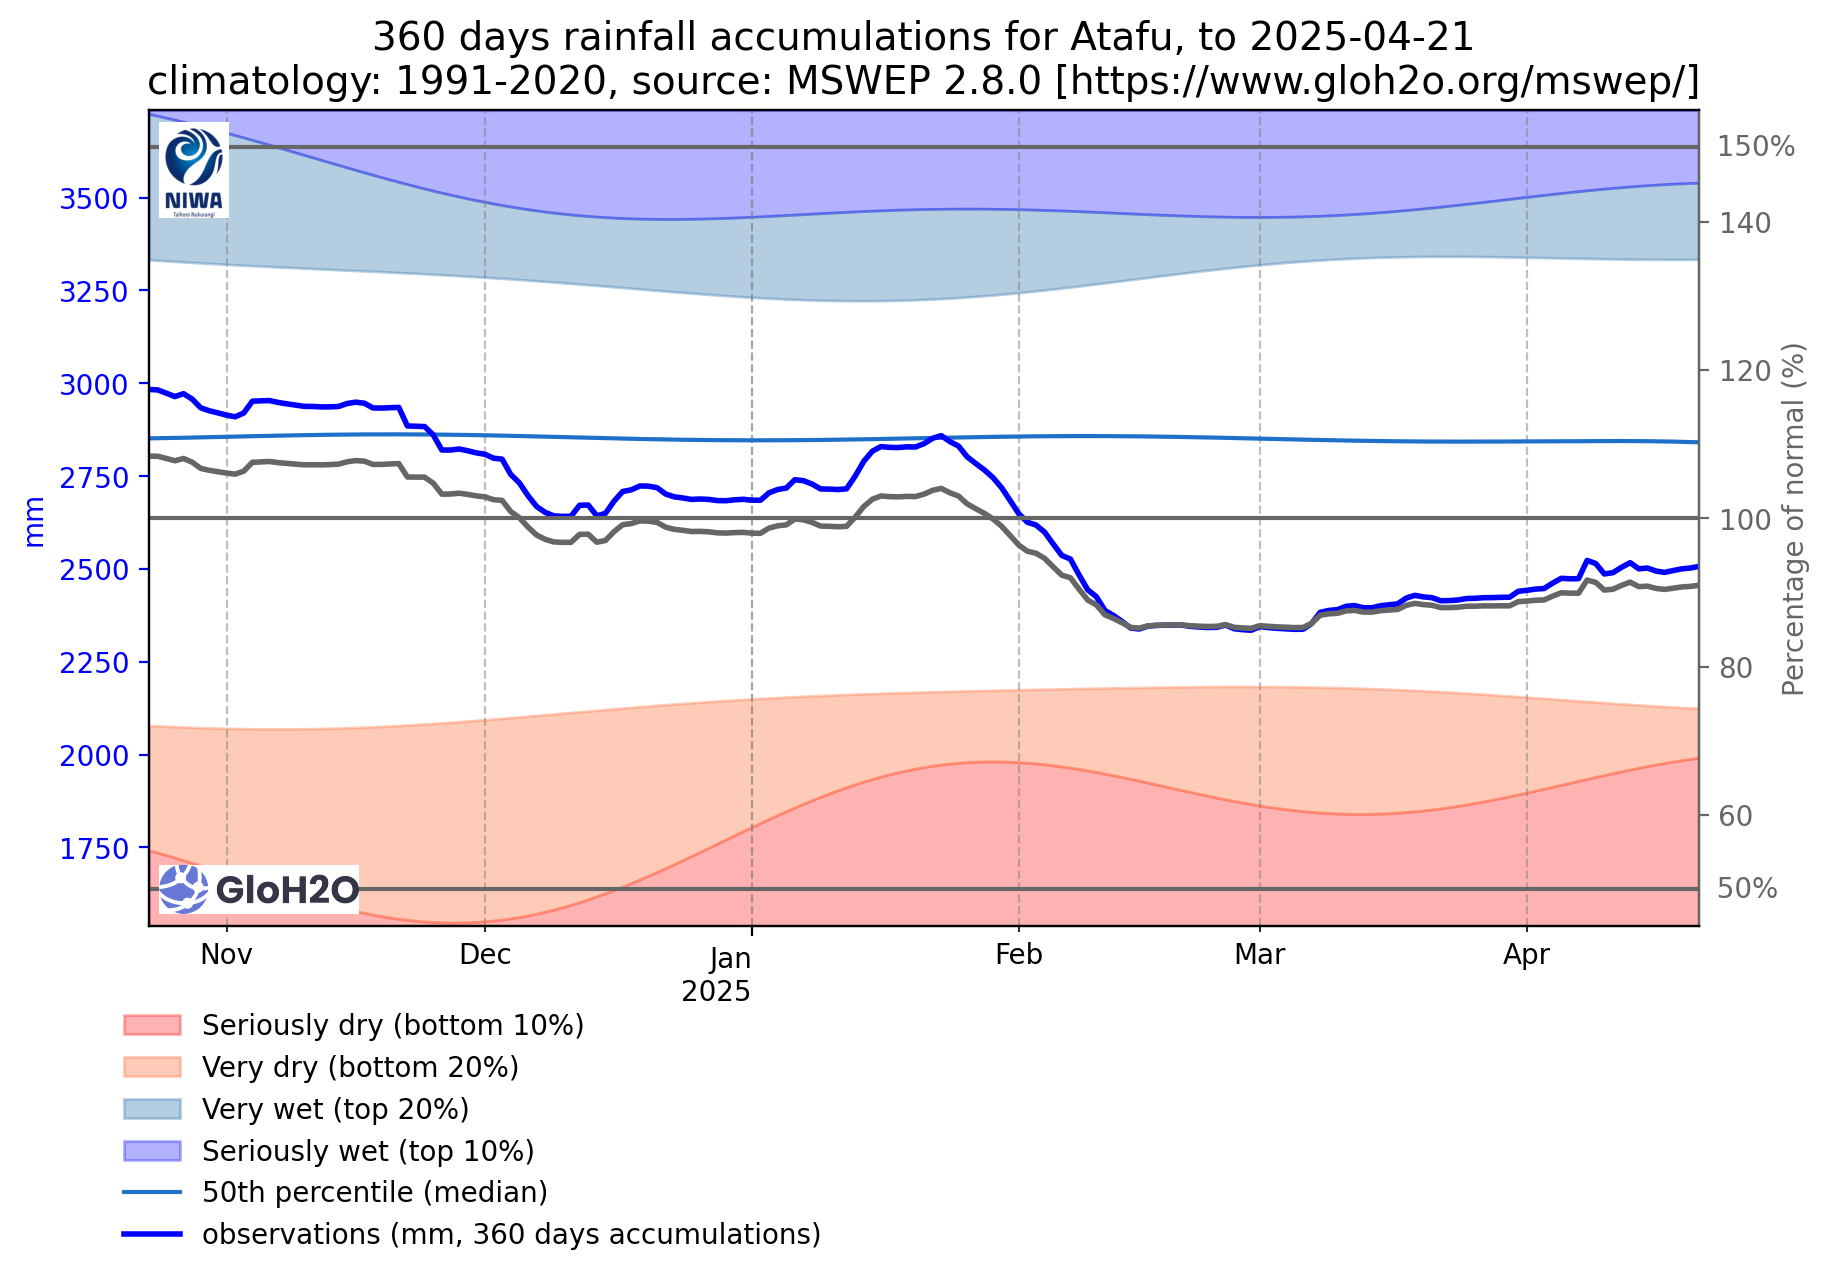 360 days rainfall accumulations for Atafu, to 2025-04-21
climatology: 1991-2020, source: MSWEP 2.8.0 [https://www.gloh2o.org/mswep/]
NIWA
Taihoro Nukurangi
3500
3250
3000
2750
2500
2250
2000
1750
mm
150%
140
120
100
80
60
50%
Percentage of normal (%)
GloH2O
Nov
Dec
Jan
2025
Feb
Mar
Apr
Seriously dry (bottom 10%)
Very dry (bottom 20%)
Very wet (top 20%)
Seriously wet (top 10%)
50th percentile (median)
observations (mm, 360 days accumulations)